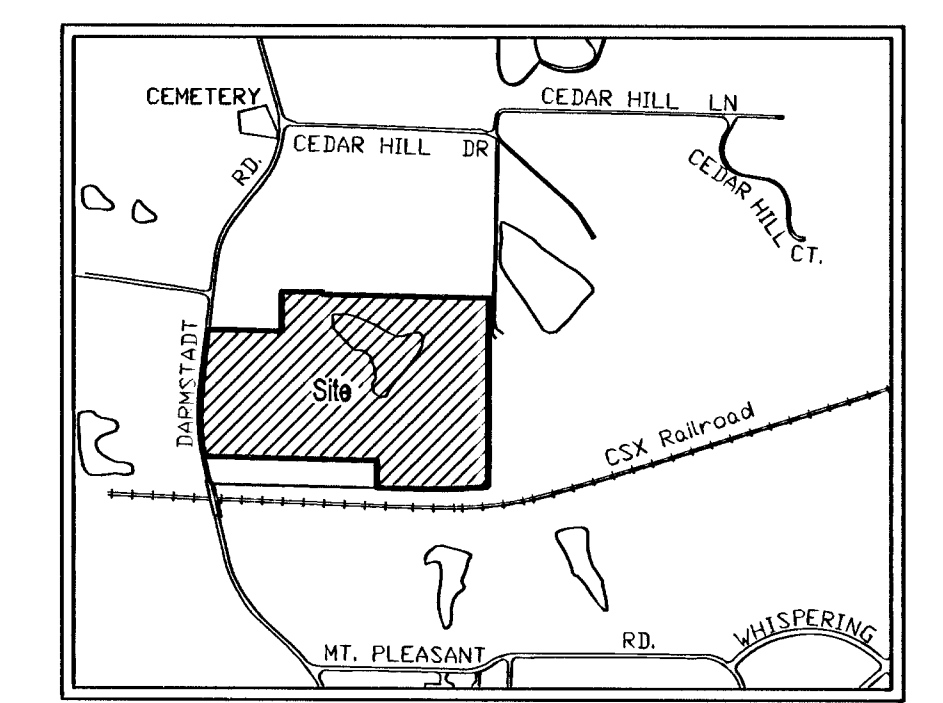 CEDAR HILL LN
CEMETERY
CEDAR HILL DR
CEDAR HILL CT.
RD.
DARMSTADT
Site
CSX Railroad
MT. PLEASANT RD.
WHISPERING